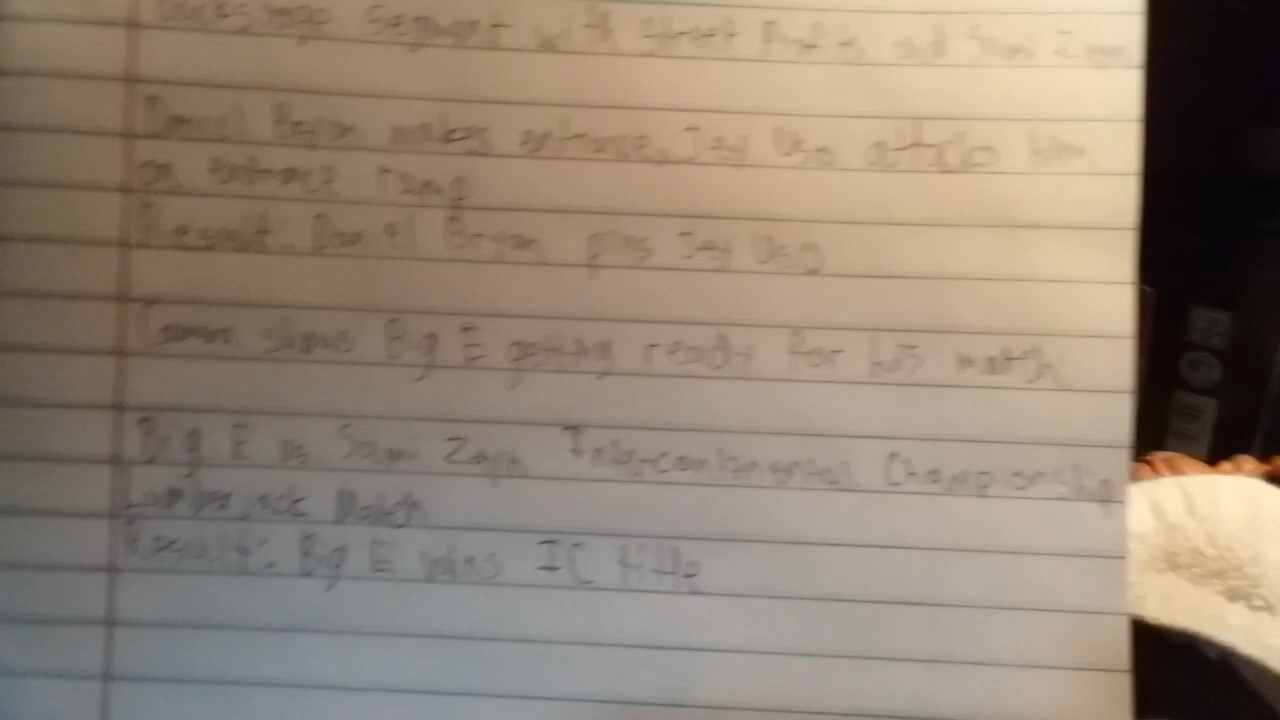 Backstage Segment with Street Profits and Sami Zayn
Daniel Bryan makes entrance. Jey Uso attacks him
on entrance ramp
Result: Daniel Bryan pins Jey Uso
shows Big E getting ready for his match
Big E vs Sami Zayn Intercontinental Championship
Lumberjack Match
Result: Big E wins IC title